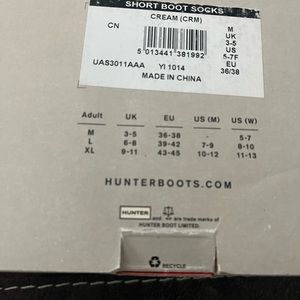 SHORT BOOT SOCKS
CREAM (CRM)
CN
M
UK
3-5
US
5-7F
EU
36/38
5 013441 381992
UAS3011AAA YI 1014
MADE IN CHINA
Adult UK EU US (M) US (W)
M 3-5 36-38 - 5-7
L 6-8 39-42 7-9 8-10
XL 9-11 43-45 10-12 11-13
HUNTERBOOTS.COM
HUNTER and are trade marks of
HUNTER BOOT LIMITED.
RECYCLE